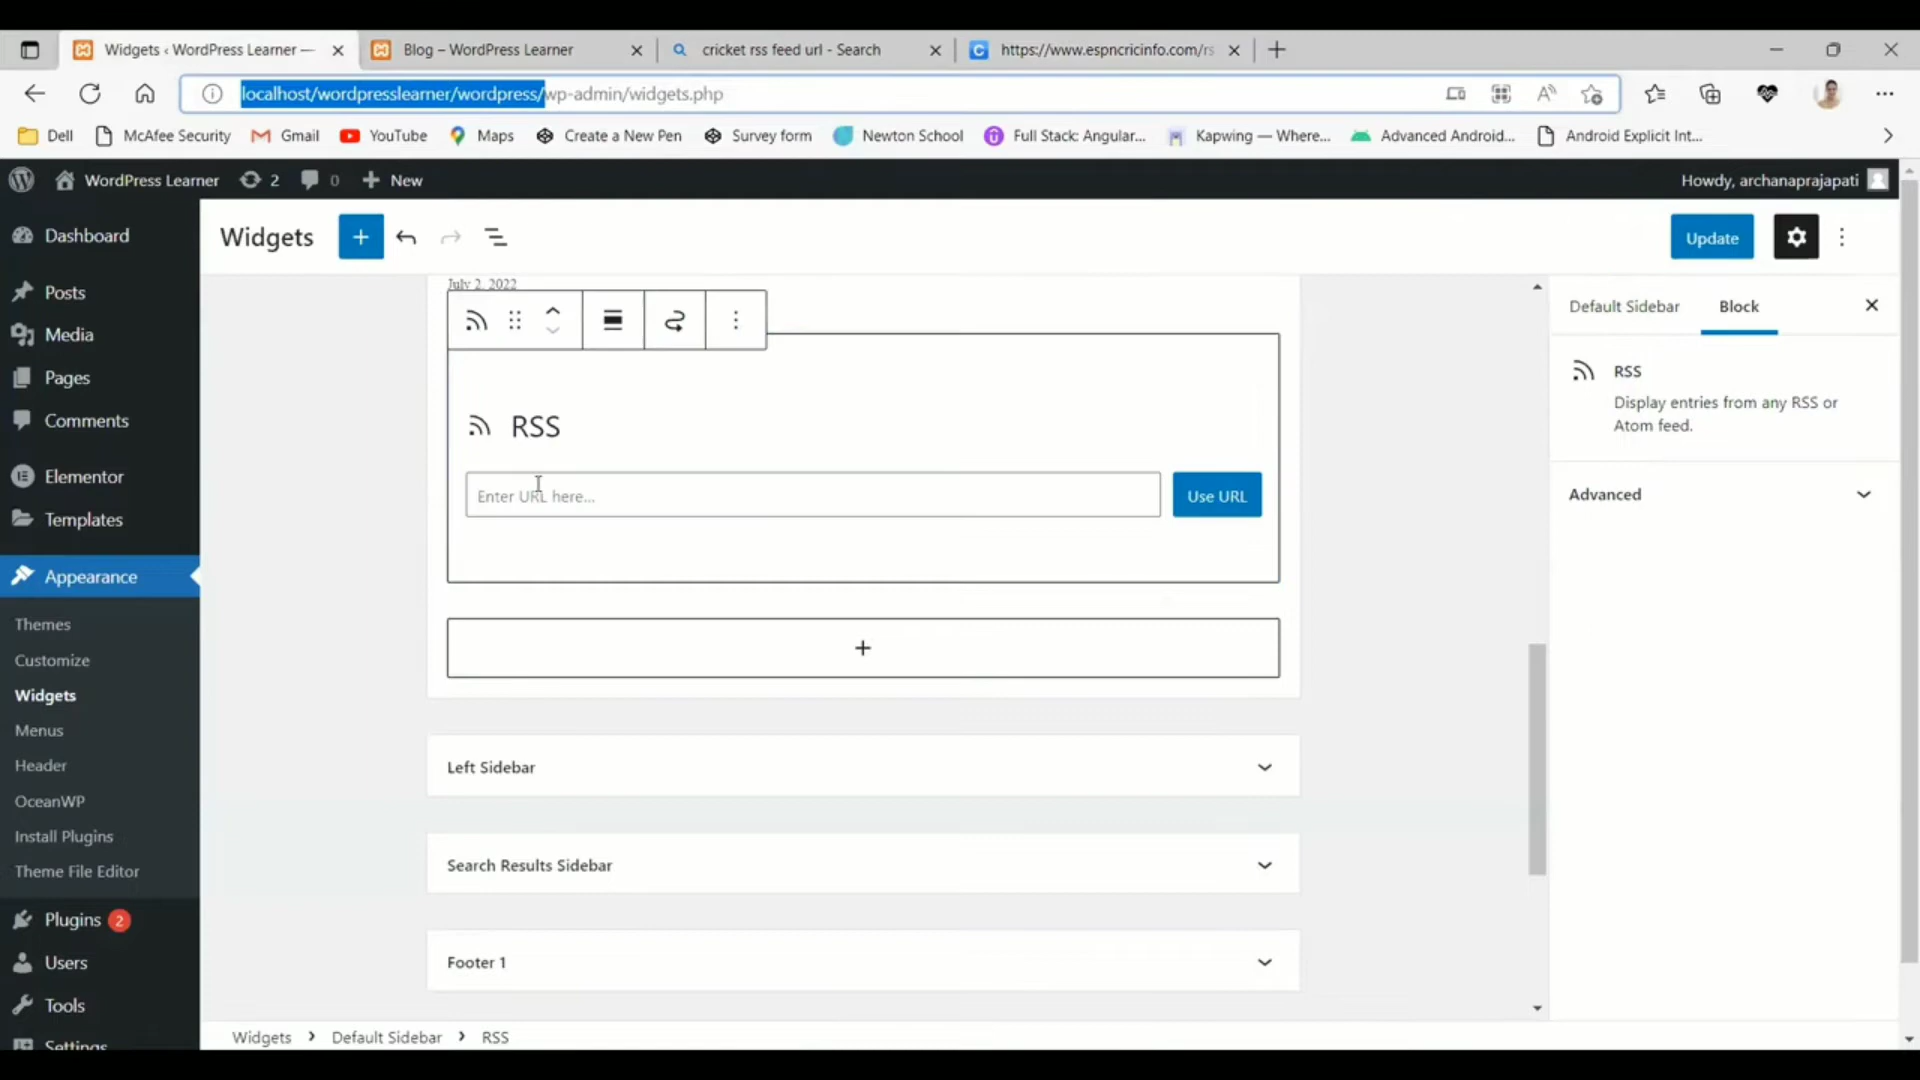 Widgets ‹ WordPress Learner —
Blog – WordPress Learner
cricket rss feed url - Search
https://www.espncricinfo.com/rs
localhost/wordpresslearner/wordpress/wp-admin/widgets.php
Dell
McAfee Security
Gmail
YouTube
Maps
Create a New Pen
Survey form
Newton School
Full Stack: Angular...
Kapwing — Where...
Advanced Android...
Android Explicit Int...
WordPress Learner
2
0
New
Howdy, archanaprajapati
Dashboard
Posts
Media
Pages
Comments
Elementor
Templates
Appearance
Themes
Customize
Widgets
Menus
Header
OceanWP
Install Plugins
Theme File Editor
Plugins 2
Users
Tools
Settings
Widgets
Update
July 2, 2022
RSS
Enter URL here...
Use URL
Left Sidebar
Search Results Sidebar
Footer 1
Default Sidebar
Block
RSS
Display entries from any RSS or
Atom feed.
Advanced
Widgets > Default Sidebar > RSS